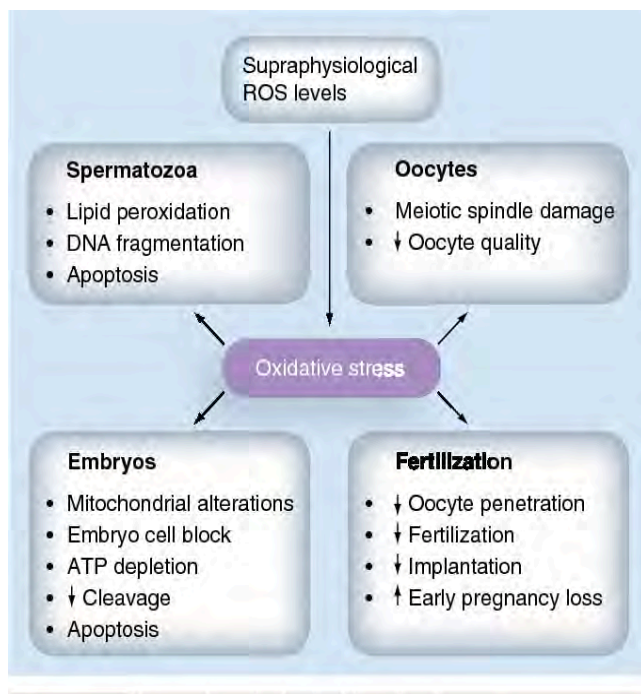 Supraphysiological
ROS levels
Spermatozoa
• Lipid peroxidation
• DNA fragmentation
• Apoptosis
Oocytes
• Meiotic spindle damage
• ↓ Oocyte quality
Oxidative stress
Embryos
• Mitochondrial alterations
• Embryo cell block
• ATP depletion
• ↓ Cleavage
• Apoptosis
Fertilization
• ↓ Oocyte penetration
• ↓ Fertilization
• ↓ Implantation
• ↑ Early pregnancy loss